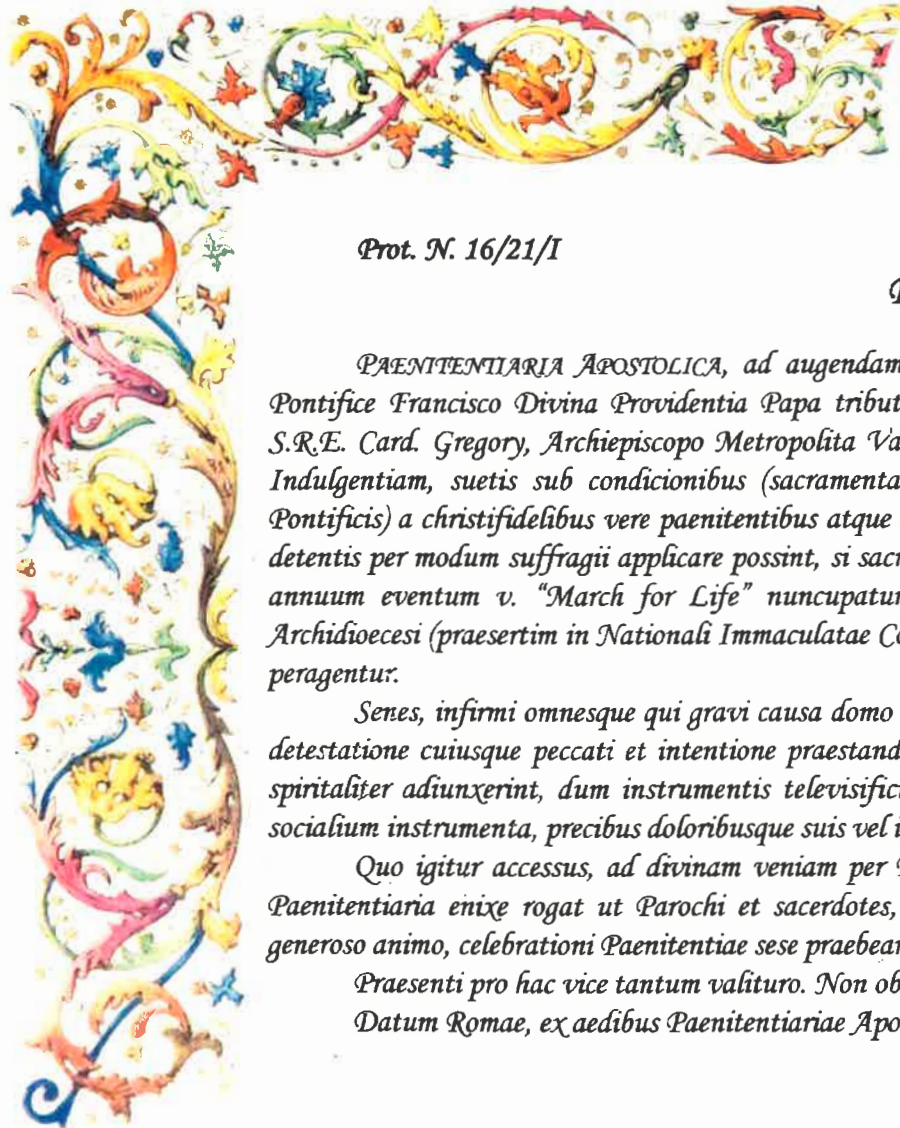 Prot. N. 16/21/I
PAENITENTIARIA APOSTOLICA, ad augendam
Pontifice Francisco Divina Providentia Papa tribut
S.R.E. Card. Gregory, Archiepiscopo Metropolita Va
Indulgentiam, suetis sub condicionibus (sacramenta
Pontificis) a christifidelibus vere paenitentibus atque
detentis per modum suffragii applicare possint, si sacr
annuum eventum v. “March for Life” nuncupatur
Archidioecesi (praesertim in Nationali Immaculatae Co
peragentur.
Senes, infirmi omnesque qui gravi causa domo
detestatione cuiusque peccati et intentione praestand
spiritaliter adiunxerint, dum instrumentis televisific
socialium instrumenta, precibus doloribusque suis vel i
Quo igitur accessus, ad divinam veniam per
Paenitentiaria enixe rogat ut Parochi et sacerdotes,
generoso animo, celebrationi Paenitentiae sese praebean
Praesenti pro hac vice tantum valituro. Non ob
Datum Romae, ex aedibus Paenitentiariae Apo